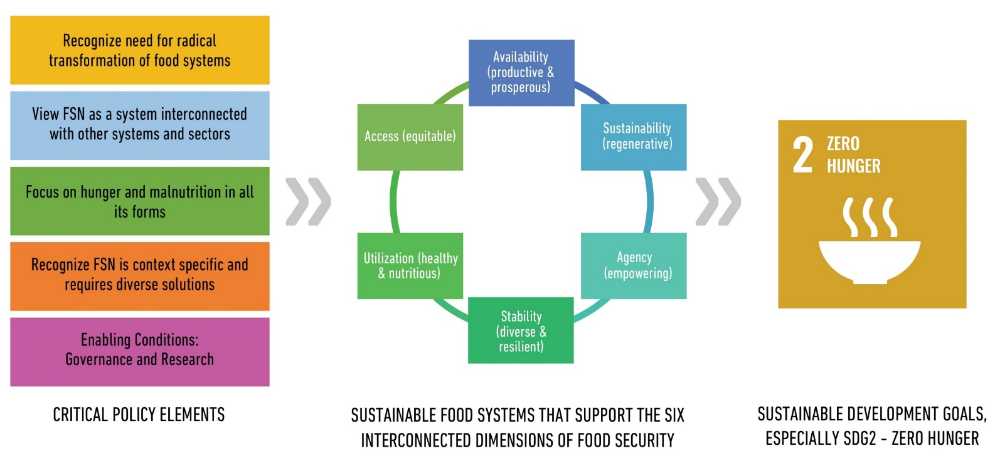 Recognize need for radical
transformation of food systems
View FSN as a system interconnected
with other systems and sectors
Focus on hunger and malnutrition in all
its forms
Recognize FSN is context specific and
requires diverse solutions
Enabling Conditions:
Governance and Research
CRITICAL POLICY ELEMENTS
Availability
(productive &
prosperous)
Sustainability
(regenerative)
Agency
(empowering)
Stability
(diverse &
resilient)
Utilization (healthy
& nutritious)
Access (equitable)
SUSTAINABLE FOOD SYSTEMS THAT SUPPORT THE SIX
INTERCONNECTED DIMENSIONS OF FOOD SECURITY
2 ZERO
HUNGER
SUSTAINABLE DEVELOPMENT GOALS,
ESPECIALLY SDG2 - ZERO HUNGER